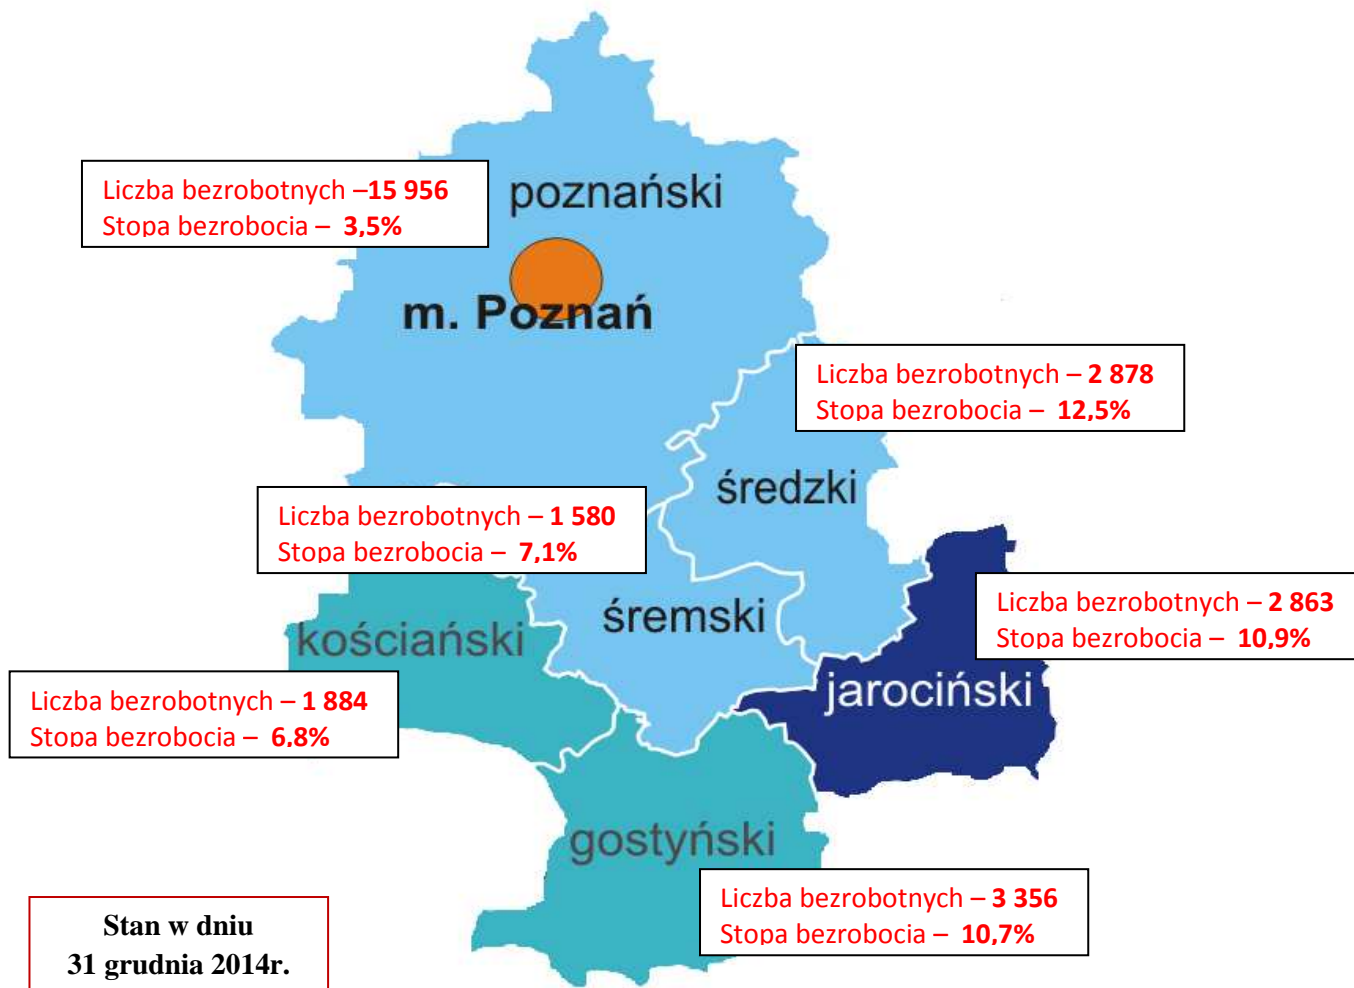 Liczba bezrobotnych –15 956
Stopa bezrobocia –  3,5%
poznański
m. Poznań
Liczba bezrobotnych – 2 878
Stopa bezrobocia –  12,5%
średzki
Liczba bezrobotnych – 1 580
Stopa bezrobocia –  7,1%
śremski
Liczba bezrobotnych – 2 863
Stopa bezrobocia –  10,9%
kościański
jarociński
Liczba bezrobotnych – 1 884
Stopa bezrobocia –  6,8%
gostyński
Liczba bezrobotnych – 3 356
Stopa bezrobocia –  10,7%
Stan w dniu
31 grudnia 2014r.